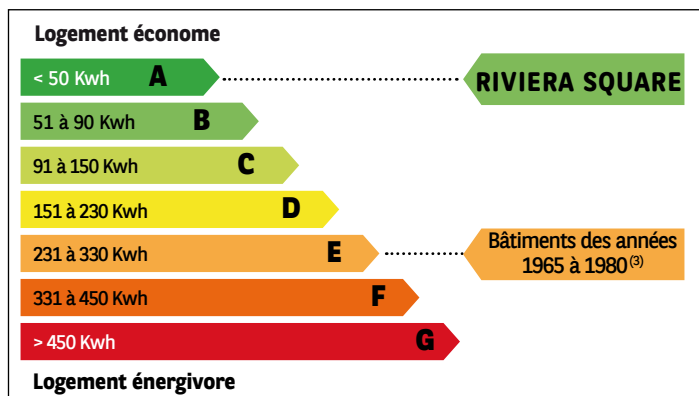 Logement économe
< 50 Kwh A
RIVIERA SQUARE
51 à 90 Kwh B
91 à 150 Kwh C
151 à 230 Kwh D
231 à 330 Kwh E
Bâtiments des années
1965 à 1980(3)
331 à 450 Kwh F
> 450 Kwh G
Logement énergivore